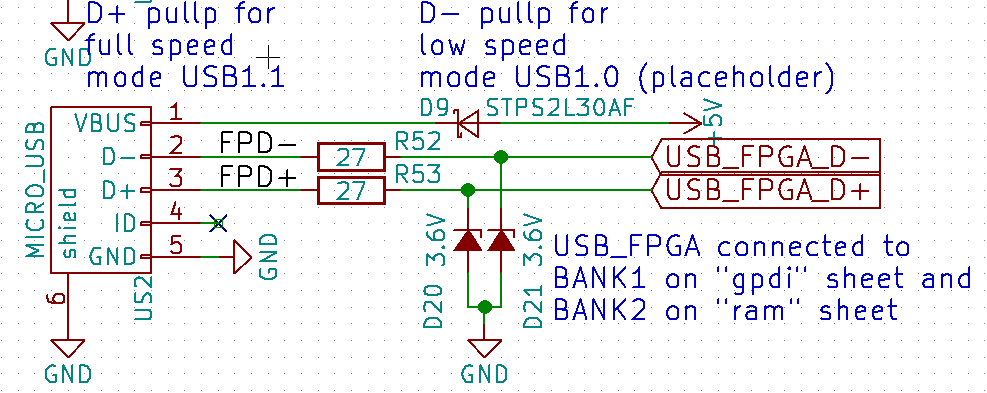 D+ pullp for
full speed
mode USB1.1
GND
D- pullp for
low speed
mode USB1.0 (placeholder)
D9
STPS2L30AF
+5V
MICRO_USB
shield
VBUS
1
D-
2
FPD-
27
R52
USB_FPGA_D-
D+
3
FPD+
27
R53
USB_FPGA_D+
ID
4
GND
5
GND
US2
6
GND
D20
3.6V
D21
3.6V
GND
USB_FPGA connected to
BANK1 on "gpdi" sheet and
BANK2 on "ram" sheet